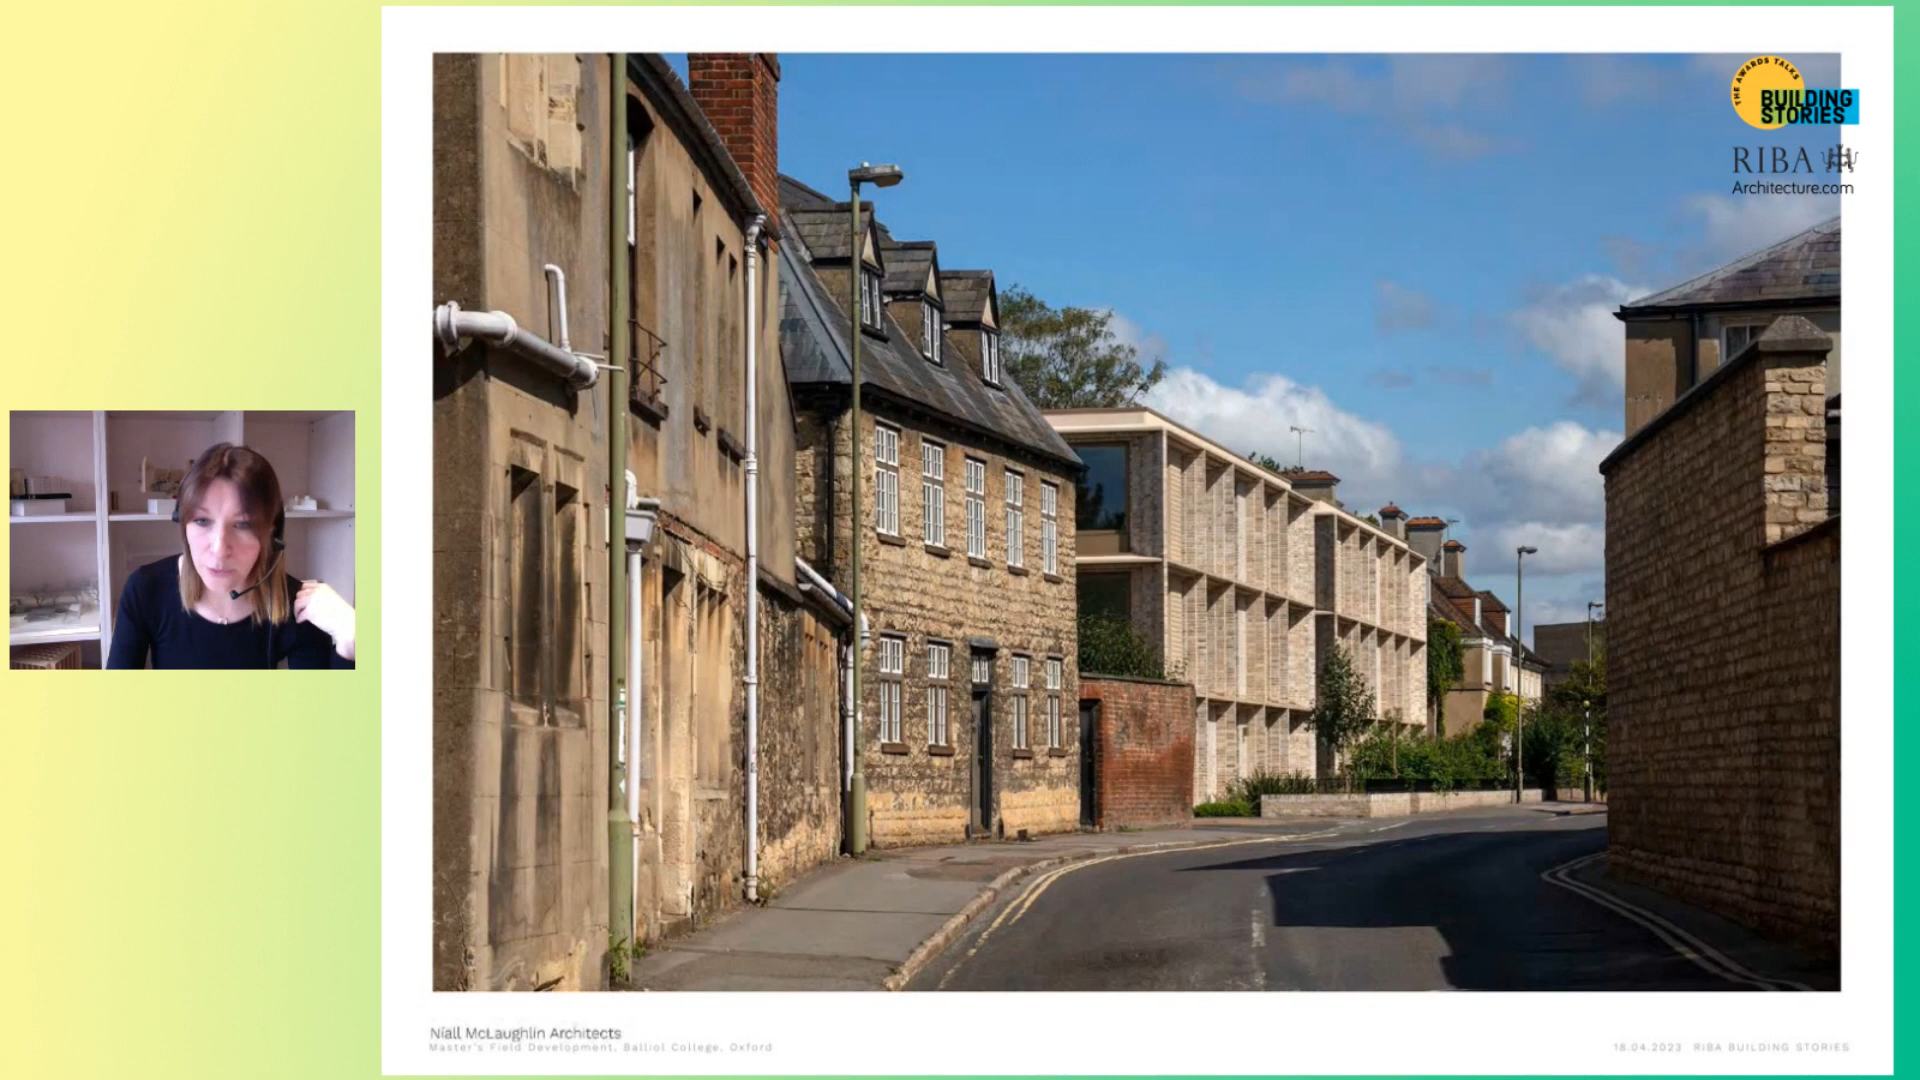 THE AWARDS TALKS
BUILDING
STORIES
RIBA
Architecture.com
Níall McLaughlin Architects
Master's Field Development, Balliol College, Oxford
18.04.2023 RIBA BUILDING STORIES